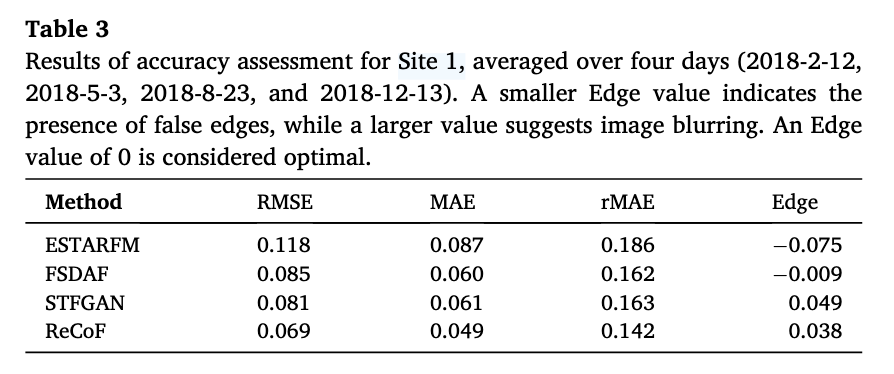 Table 3
Results of accuracy assessment for Site 1, averaged over four days (2018-2-12,
2018-5-3, 2018-8-23, and 2018-12-13). A smaller Edge value indicates the
presence of false edges, while a larger value suggests image blurring. An Edge
value of 0 is considered optimal.
Method RMSE MAE rMAE Edge
ESTARFM 0.118 0.087 0.186 −0.075
FSDAF 0.085 0.060 0.162 −0.009
STFGAN 0.081 0.061 0.163 0.049
ReCoF 0.069 0.049 0.142 0.038